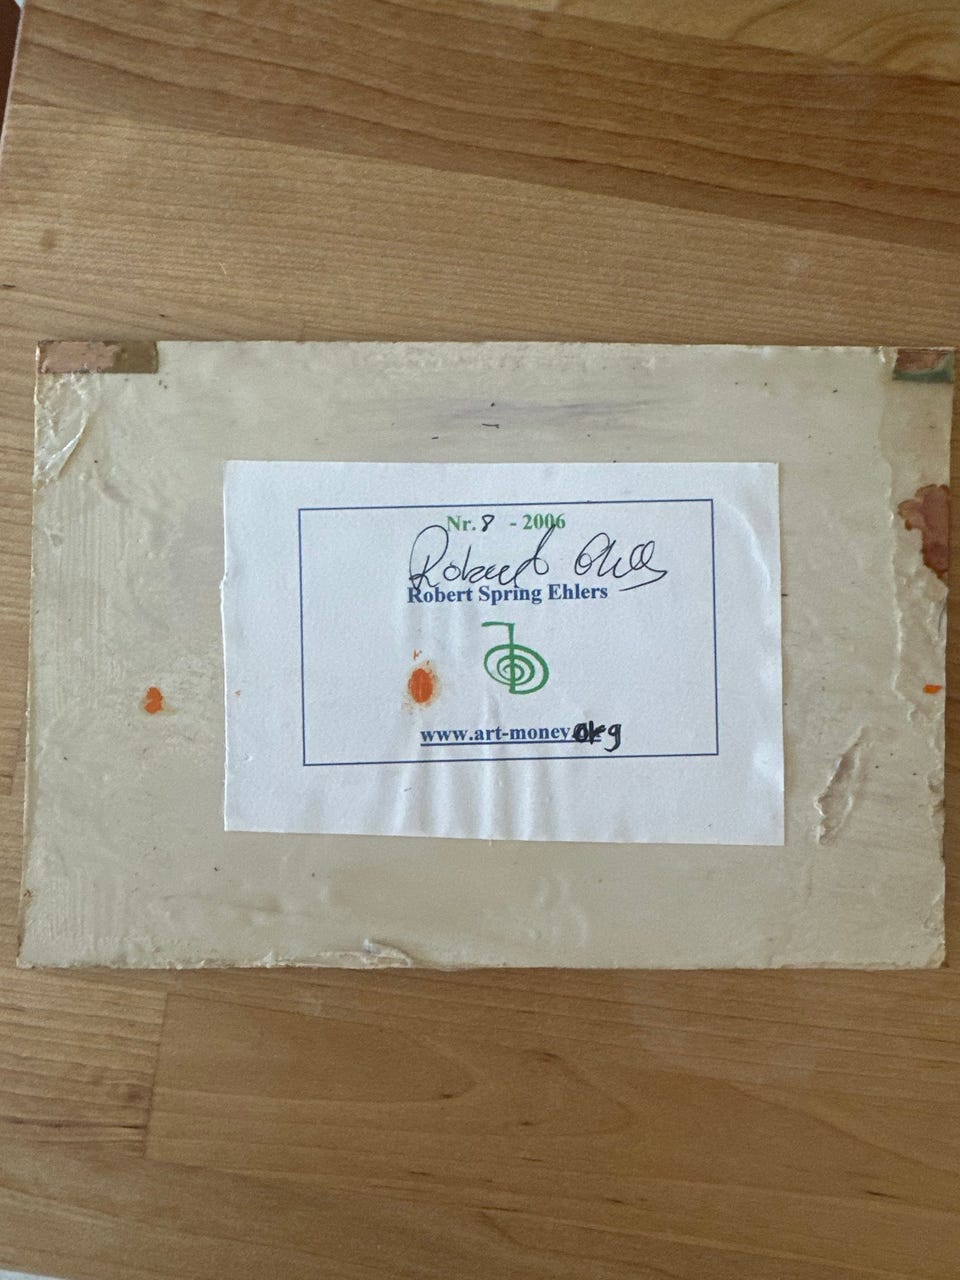 Nr. 8 - 2006
Robert Ehlers
Robert Spring Ehlers
www.art-money.org